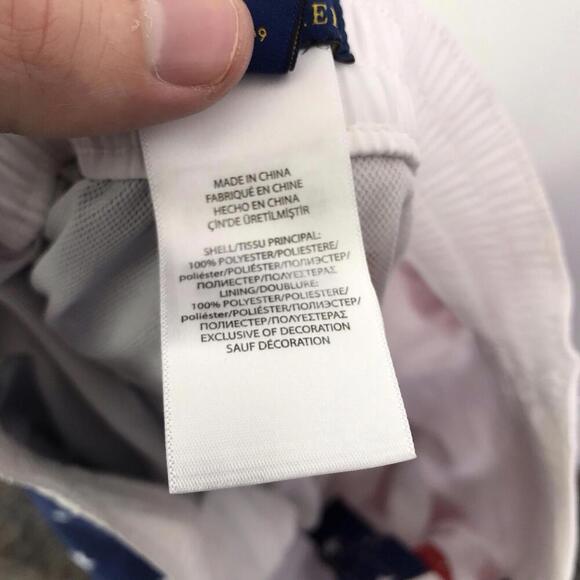 MADE IN CHINA
FABRIQUÉ EN CHINE
HECHO EN CHINA
ÇİN'DE ÜRETİLMİŞTİR
SHELL/TISSU PRINCIPAL:
100% POLYESTER/POLIESTERE/
poliéster/POLIÉSTER/ПОЛИЭСТЕР/
ПОЛИЕСТЕР/ΠΟΛΥΕΣΤΕΡΑΣ
LINING/DOUBLURE:
100% POLYESTER/POLIESTERE/
poliéster/POLIÉSTER/ПОЛИЭСТЕР/
ПОЛИЕСТЕР/ΠΟΛΥΕΣΤΕΡΑΣ
EXCLUSIVE OF DECORATION
SAUF DÉCORATION